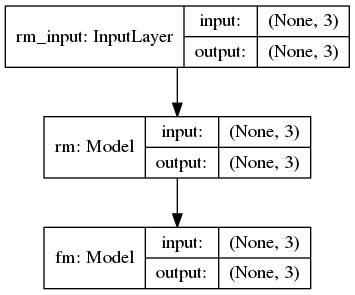 rm_input: InputLayer
input: (None, 3)
output: (None, 3)
rm: Model
input: (None, 3)
output: (None, 3)
fm: Model
input: (None, 3)
output: (None, 3)